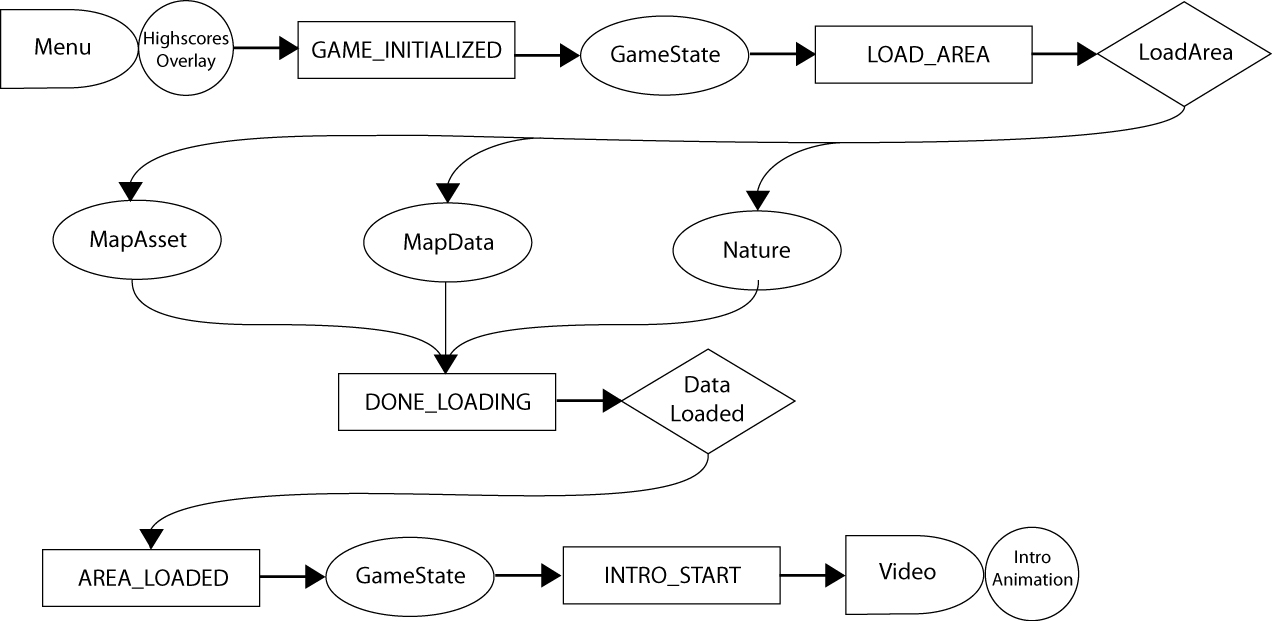 Menu
Highscores
Overlay
GAME_INITIALIZED
GameState
LOAD_AREA
LoadArea
MapAsset
MapData
Nature
DONE_LOADING
Data
Loaded
AREA_LOADED
GameState
INTRO_START
Video
Intro
Animation